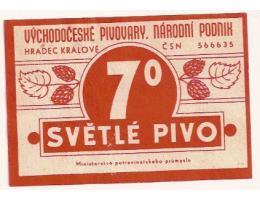 VÝCHODOČESKÉ PIVOVARY, NÁRODNÍ PODNIK
HRADEC KRÁLOVÉ ČSN 566635
7°
SVĚTLÉ PIVO
Ministerstvo potravinářského průmyslu